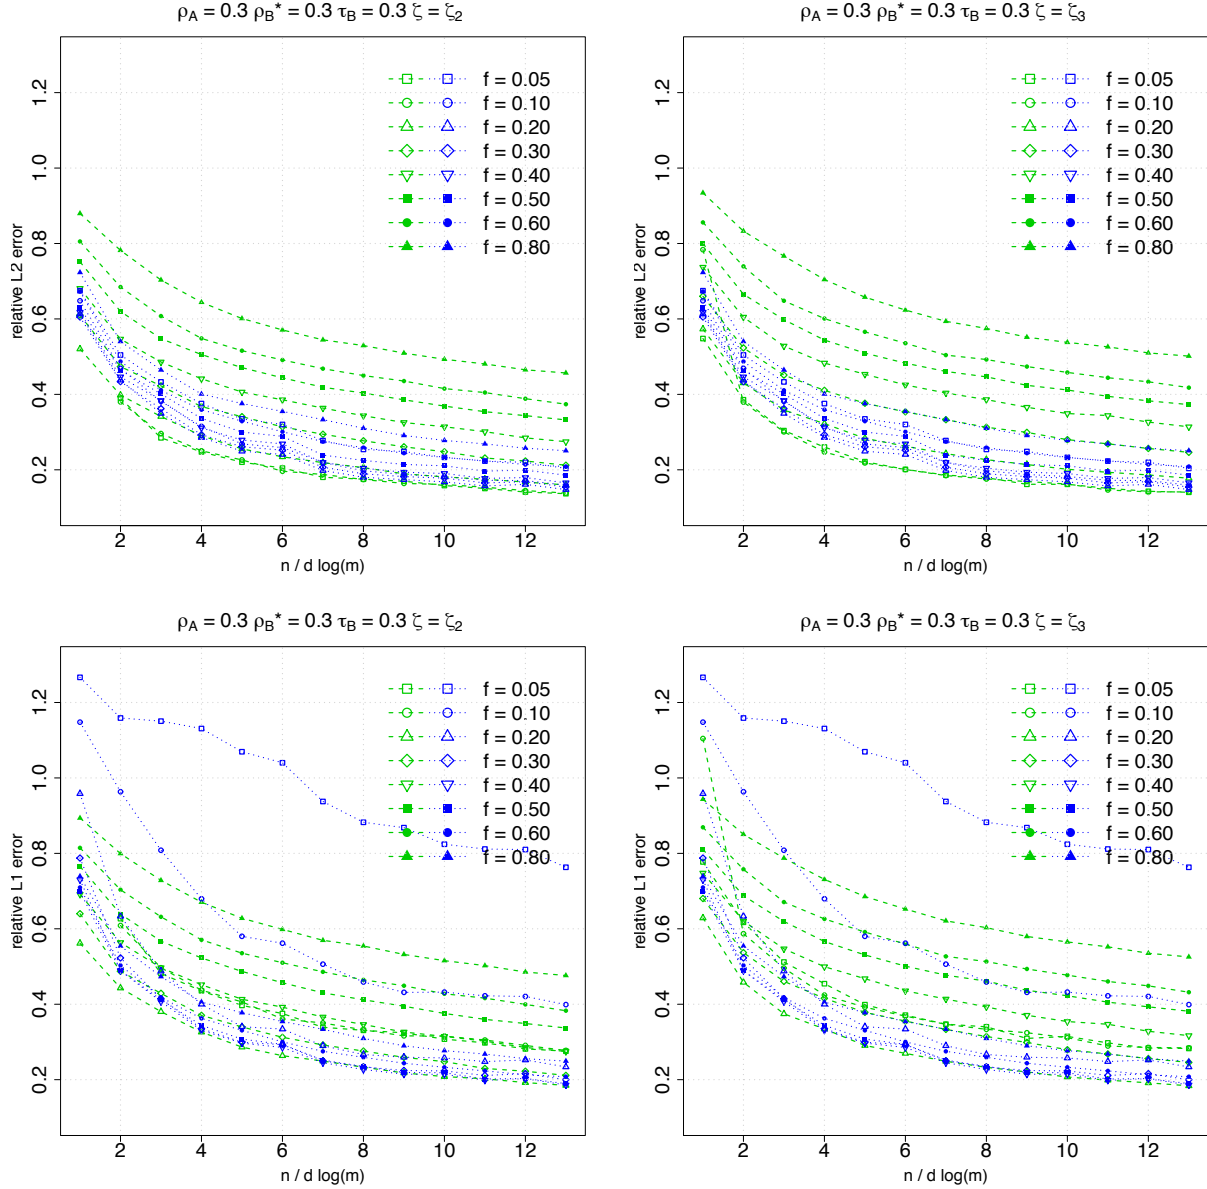 ρA = 0.3 ρB* = 0.3 τB = 0.3 ζ = ζ2
relative L2 error
1.2
1.0
0.8
0.6
0.4
0.2
f = 0.05
f = 0.10
f = 0.20
f = 0.30
f = 0.40
f = 0.50
f = 0.60
f = 0.80
2 4 6 8 10 12
n / d log(m)
ρA = 0.3 ρB* = 0.3 τB = 0.3 ζ = ζ3
relative L2 error
1.2
1.0
0.8
0.6
0.4
0.2
f = 0.05
f = 0.10
f = 0.20
f = 0.30
f = 0.40
f = 0.50
f = 0.60
f = 0.80
2 4 6 8 10 12
n / d log(m)
ρA = 0.3 ρB* = 0.3 τB = 0.3 ζ = ζ2
relative L1 error
1.2
1.0
0.8
0.6
0.4
0.2
f = 0.05
f = 0.10
f = 0.20
f = 0.30
f = 0.40
f = 0.50
f = 0.60
f = 0.80
2 4 6 8 10 12
n / d log(m)
ρA = 0.3 ρB* = 0.3 τB = 0.3 ζ = ζ3
relative L1 error
1.2
1.0
0.8
0.6
0.4
0.2
f = 0.05
f = 0.10
f = 0.20
f = 0.30
f = 0.40
f = 0.50
f = 0.60
f = 0.80
2 4 6 8 10 12
n / d log(m)